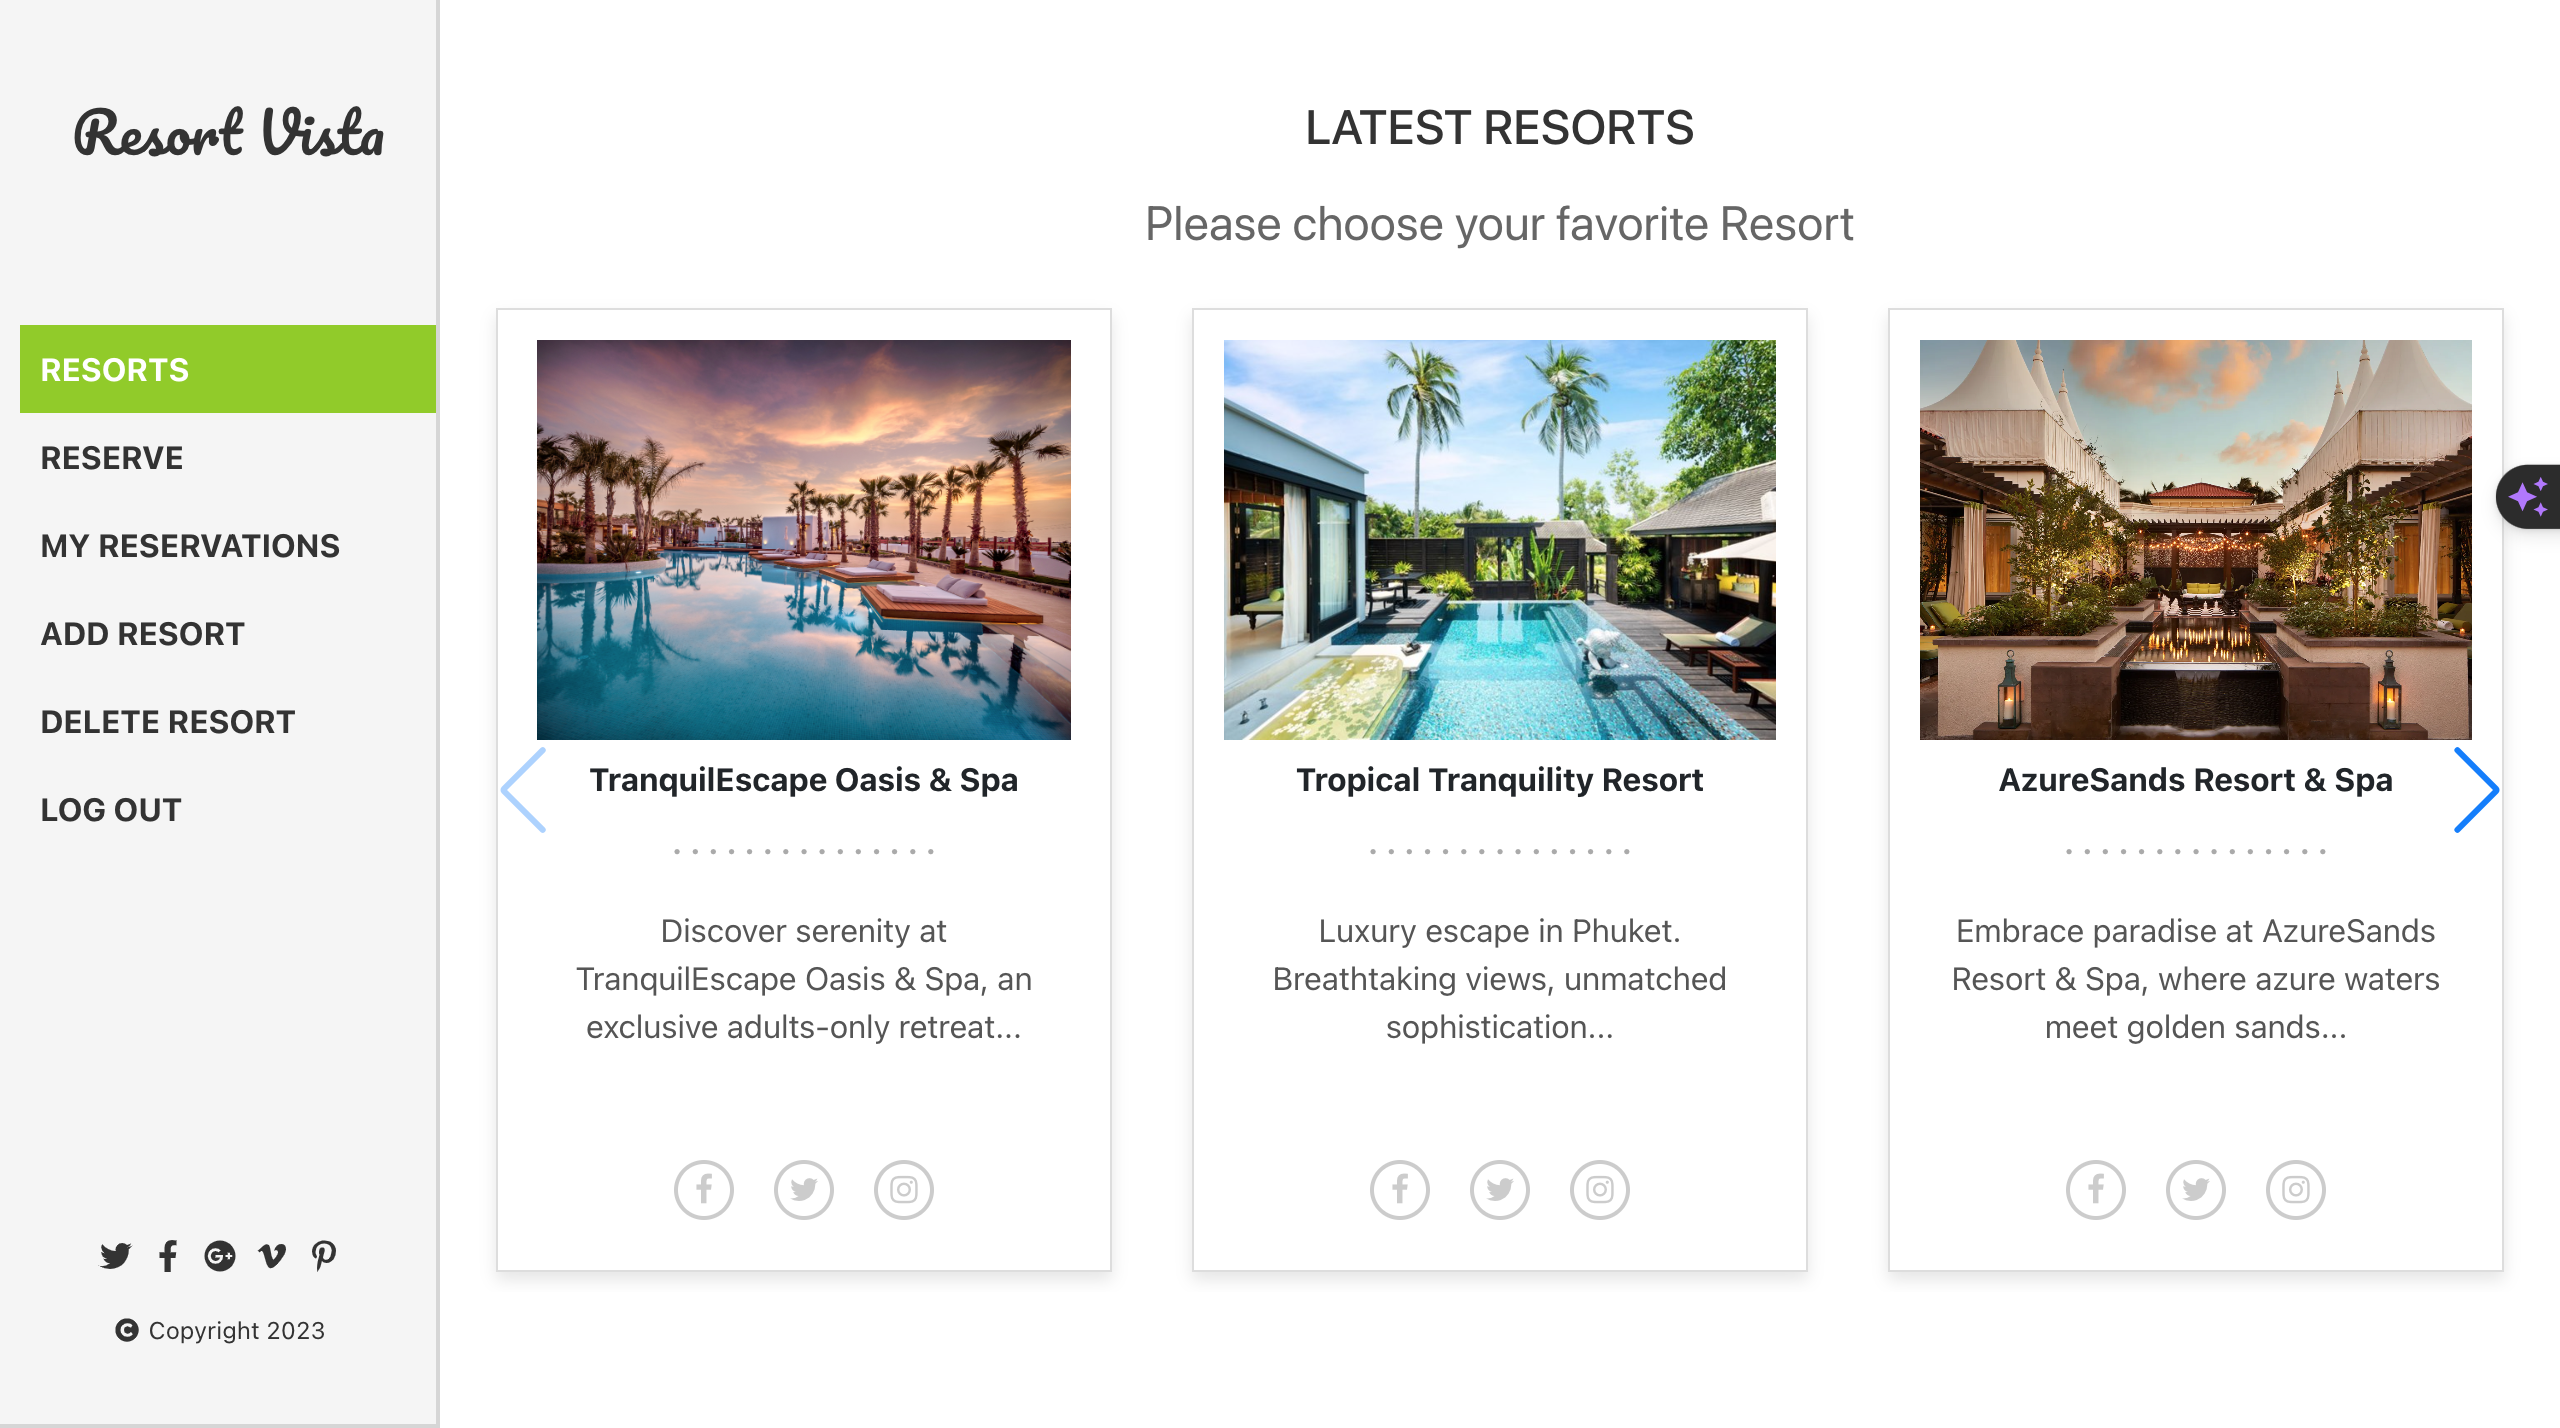 Resort Vista
RESORTS
RESERVE
MY RESERVATIONS
ADD RESORT
DELETE RESORT
LOG OUT
Copyright 2023
LATEST RESORTS
Please choose your favorite Resort
TranquilEscape Oasis & Spa
Discover serenity at
TranquilEscape Oasis & Spa, an
exclusive adults-only retreat...
Tropical Tranquility Resort
Luxury escape in Phuket.
Breathtaking views, unmatched
sophistication...
AzureSands Resort & Spa
Embrace paradise at AzureSands
Resort & Spa, where azure waters
meet golden sands...